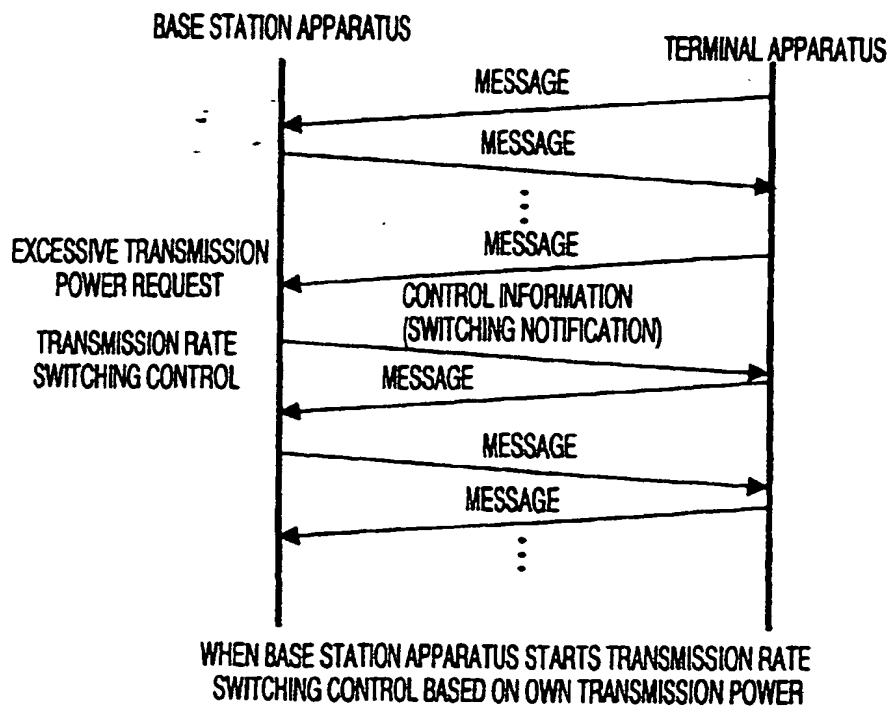 BASE STATION APPARATUS
TERMINAL APPARATUS
MESSAGE
MESSAGE
EXCESSIVE TRANSMISSION
POWER REQUEST
MESSAGE
CONTROL INFORMATION
(SWITCHING NOTIFICATION)
TRANSMISSION RATE
SWITCHING CONTROL
MESSAGE
MESSAGE
MESSAGE
WHEN BASE STATION APPARATUS STARTS TRANSMISSION RATE
SWITCHING CONTROL BASED ON OWN TRANSMISSION POWER